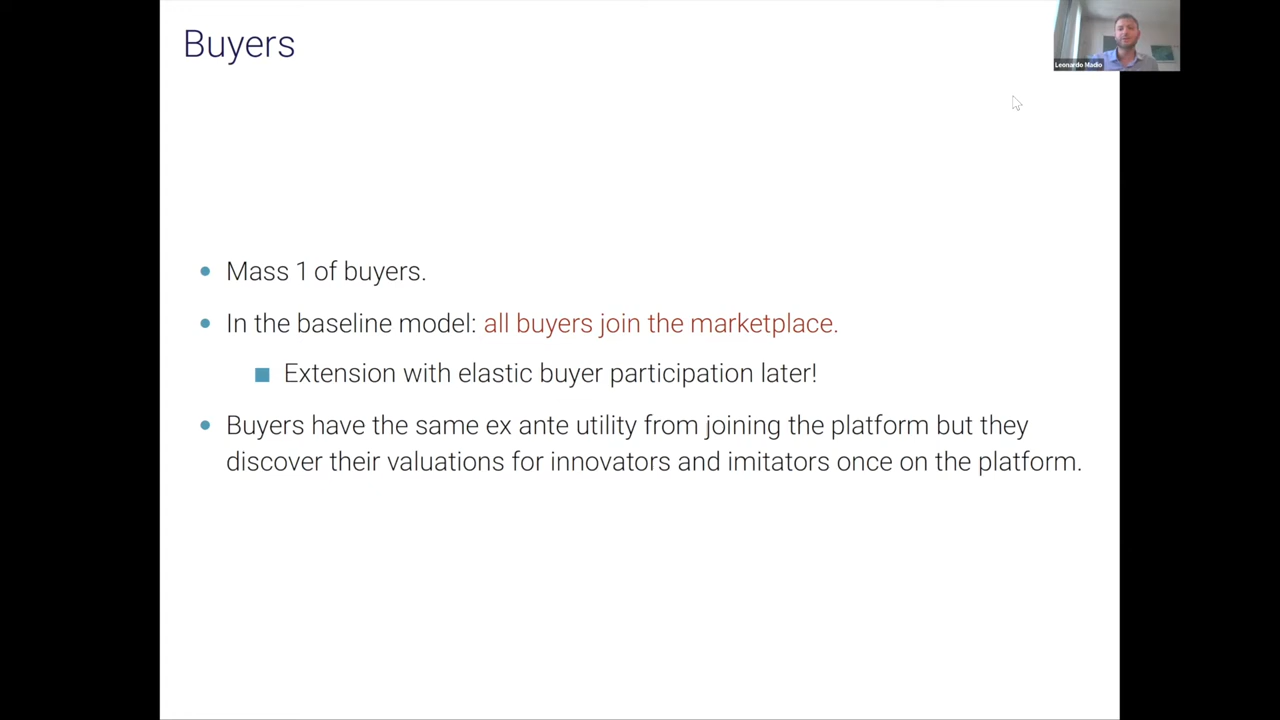 Buyers
Leonardo Madio
Mass 1 of buyers.
In the baseline model: all buyers join the marketplace.
Extension with elastic buyer participation later!
Buyers have the same ex ante utility from joining the platform but they
discover their valuations for innovators and imitators once on the platform.